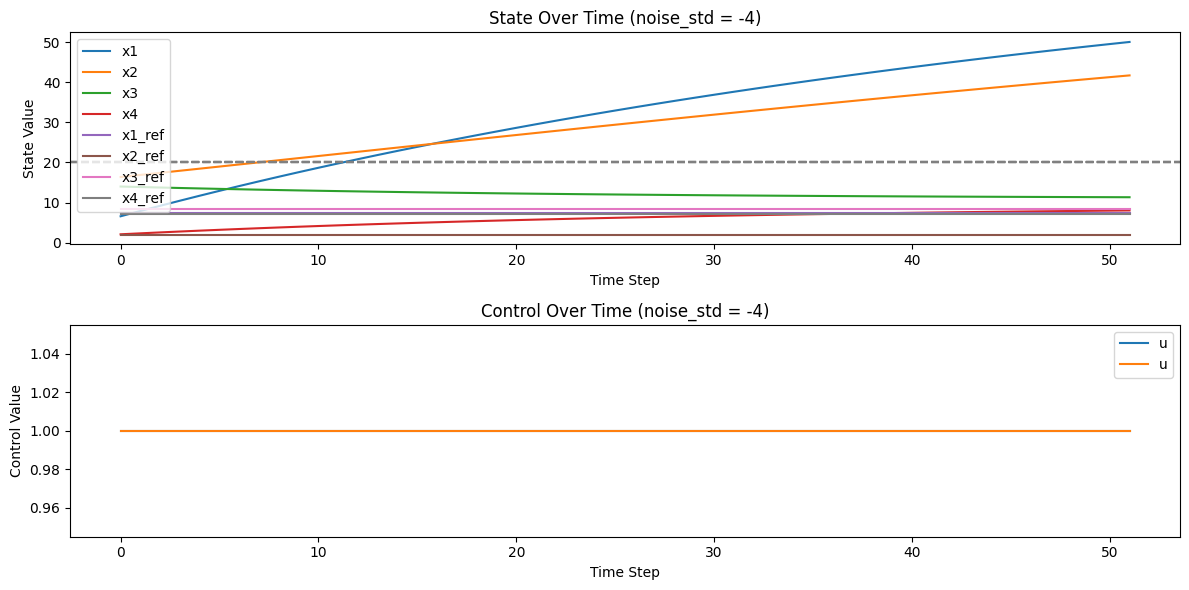 State Over Time (noise_std = -4)
State Value
50
40
30
20
10
0
x1
x2
x3
x4
x1_ref
x2_ref
x3_ref
x4_ref
0 10 20 30 40 50
Time Step
Control Over Time (noise_std = -4)
Control Value
1.04
1.02
1.00
0.98
0.96
u
u
0 10 20 30 40 50
Time Step